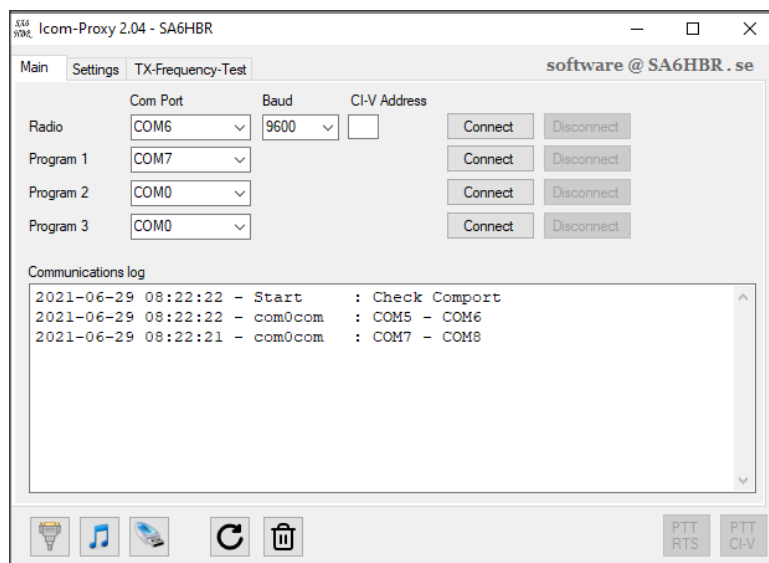 SA6
HBR
Icom-Proxy 2.04 - SA6HBR
Main Settings TX-Frequency-Test software @ SA6HBR.se
Com Port Baud CI-V Address
Radio COM6 9600 Connect Disconnect
Program 1 COM7 Connect Disconnect
Program 2 COM0 Connect Disconnect
Program 3 COM0 Connect Disconnect
Communications log
2021-06-29 08:22:22 - Start : Check Comport
2021-06-29 08:22:22 - com0com : COM5 - COM6
2021-06-29 08:22:21 - com0com : COM7 - COM8
PTT PTT
RTS CI-V